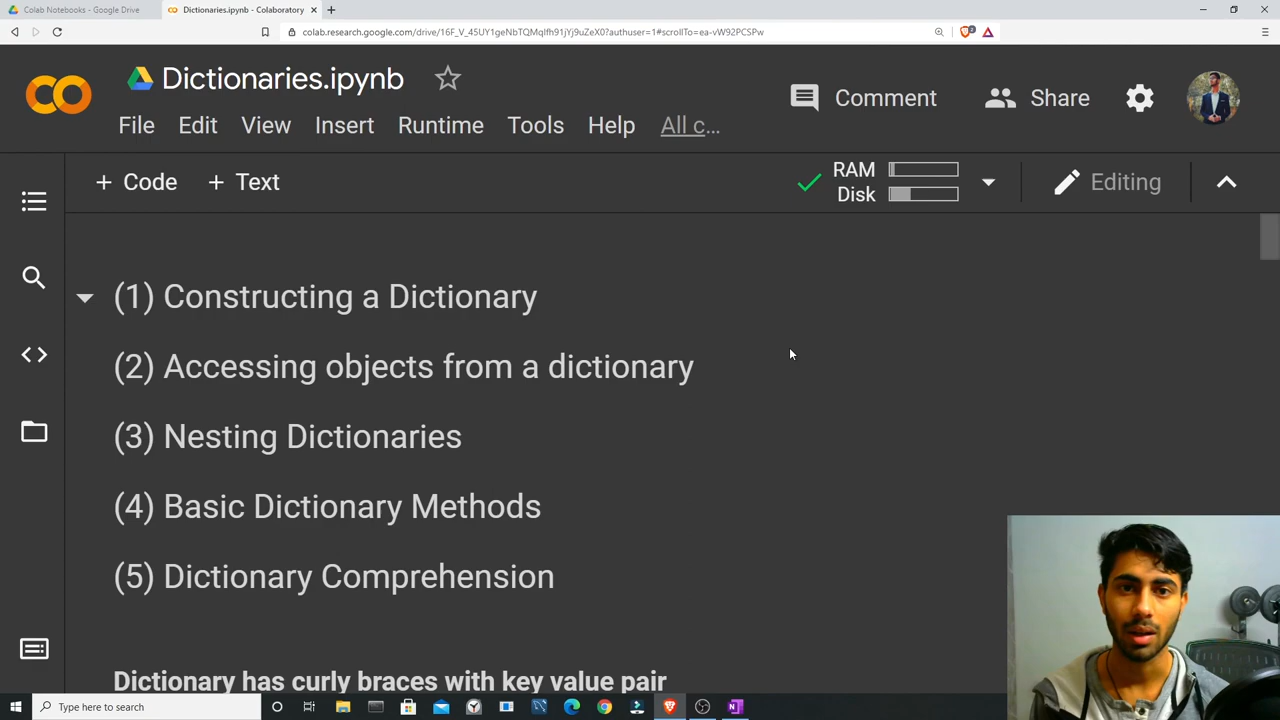 Colab Notebooks - Google Drive
Dictionaries.ipynb - Colaboratory
colab.research.google.com/drive/16F_V_45UY1geNbTQMqIfh91jYj9uZeX0?authuser=1#scrollTo=ea-vW92PCSPw
Dictionaries.ipynb
Comment
Share
File Edit View Insert Runtime Tools Help All c...
+ Code + Text
RAM
Disk
Editing
(1) Constructing a Dictionary
(2) Accessing objects from a dictionary
(3) Nesting Dictionaries
(4) Basic Dictionary Methods
(5) Dictionary Comprehension
Dictionary has curly braces with key value pair
Type here to search